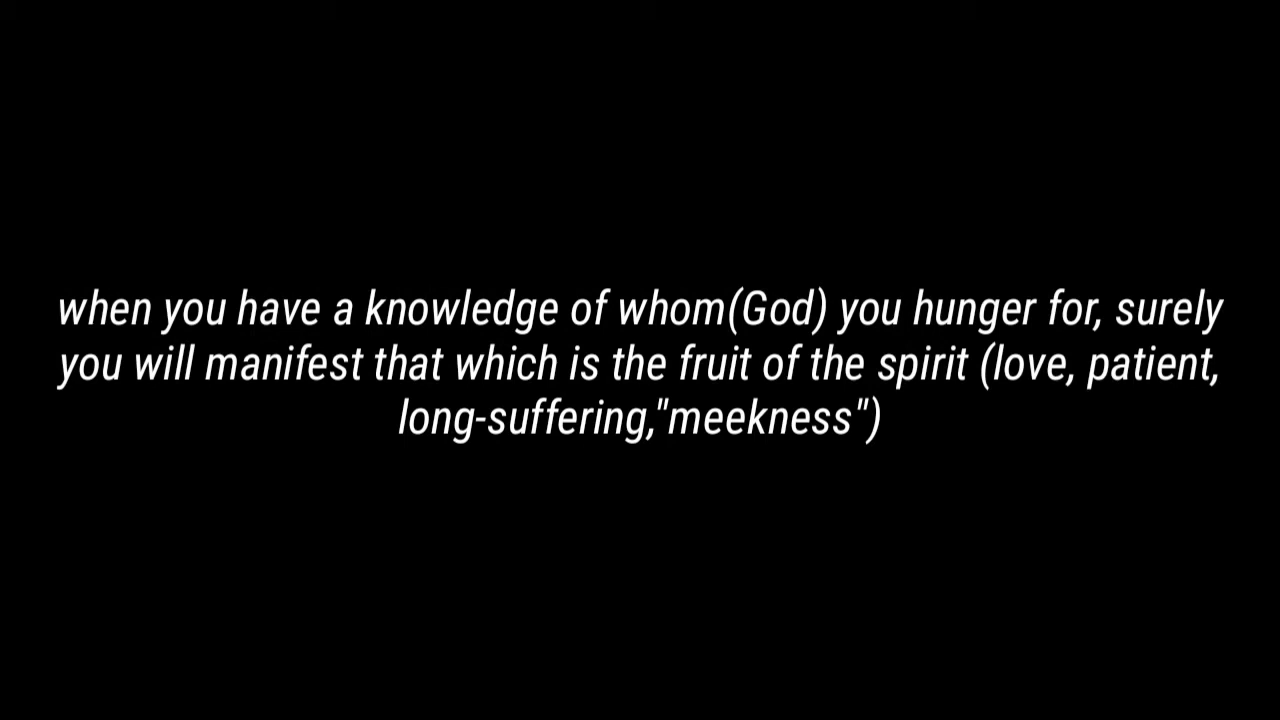 when you have a knowledge of whom(God) you hunger for, surely
you will manifest that which is the fruit of the spirit (love, patient,
long-suffering,"meekness")